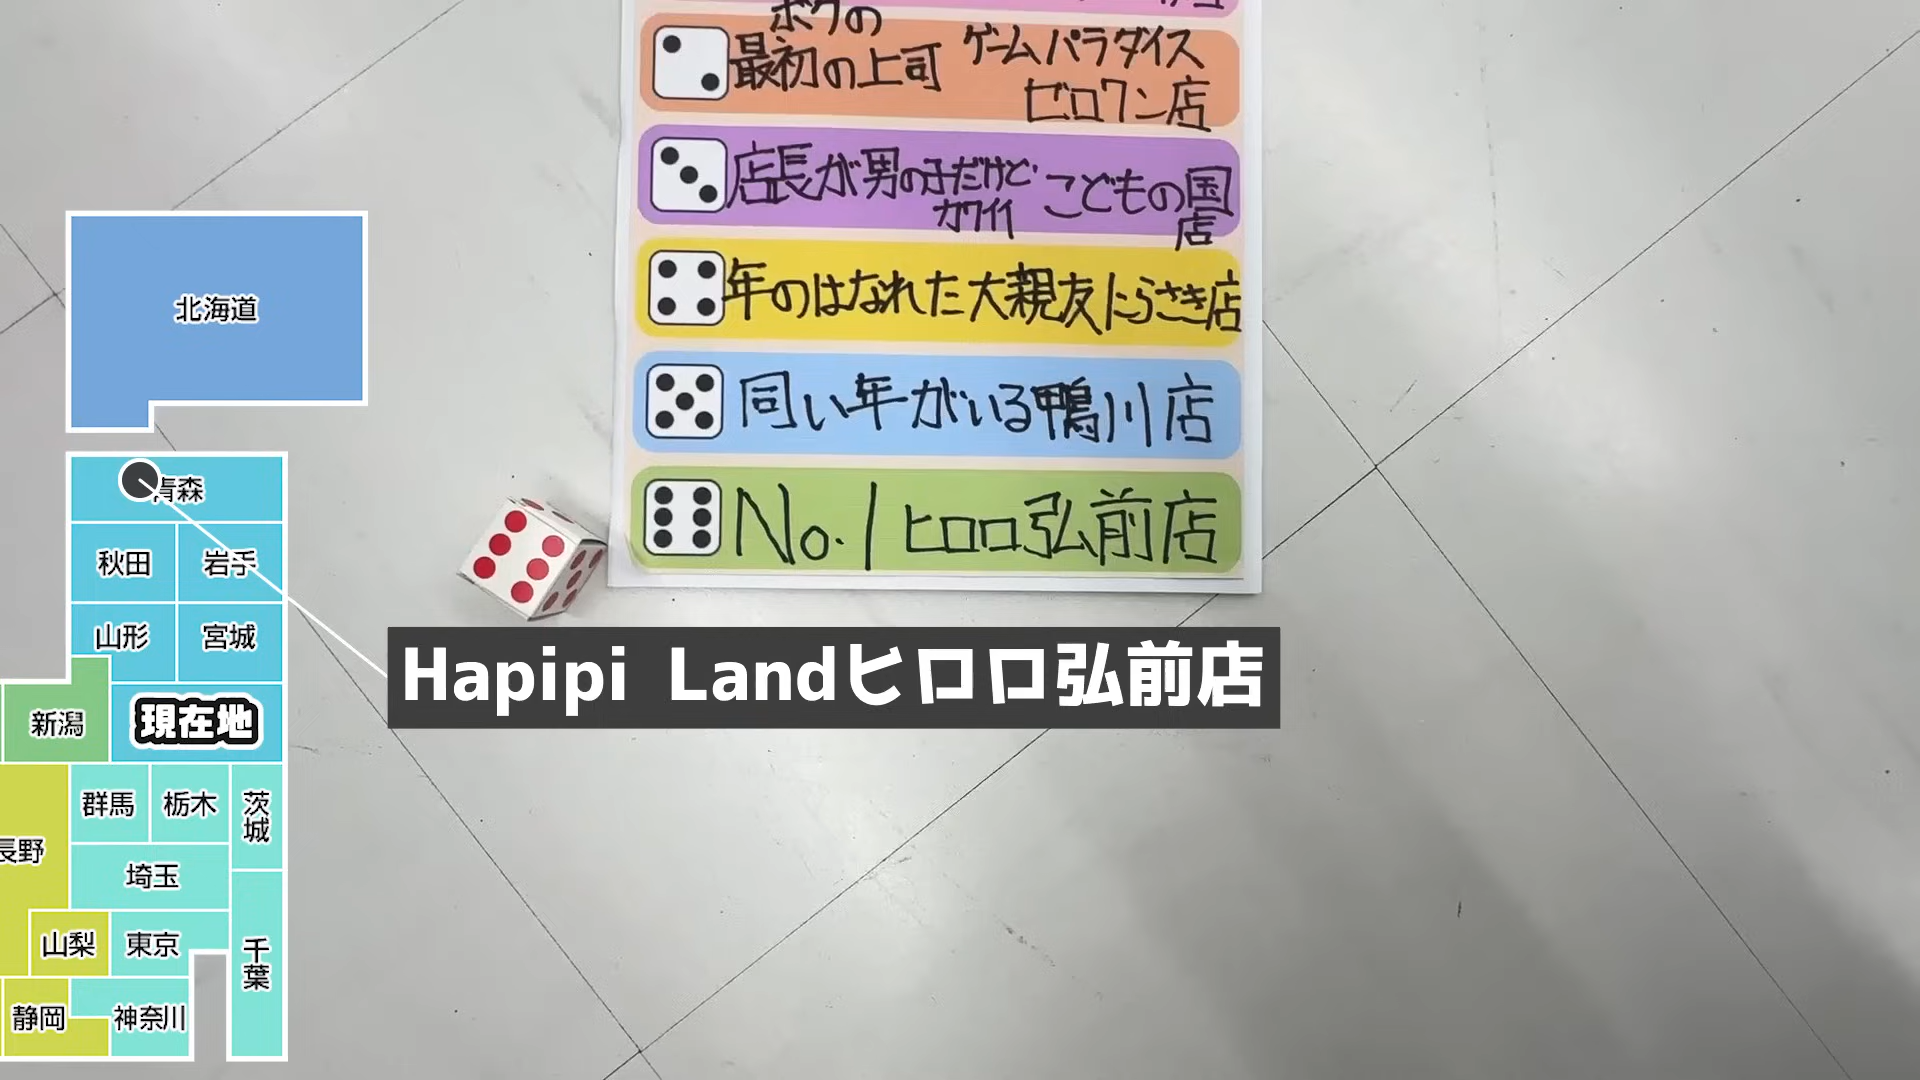 ボクの
最初の上司 ゲームパラダイス
ゼロワン店
店長が男の子だけど こどもの国
カワイイ 店
年のはなれた大親友にらさき店
同い年がいる鴨川店
No.1 ヒロロ弘前店
Hapipi Landヒロロ弘前店
北海道
青森
秋田 岩手
山形 宮城
新潟 現在地
群馬 栃木 茨城
長野
埼玉
山梨 東京 千葉
静岡 神奈川